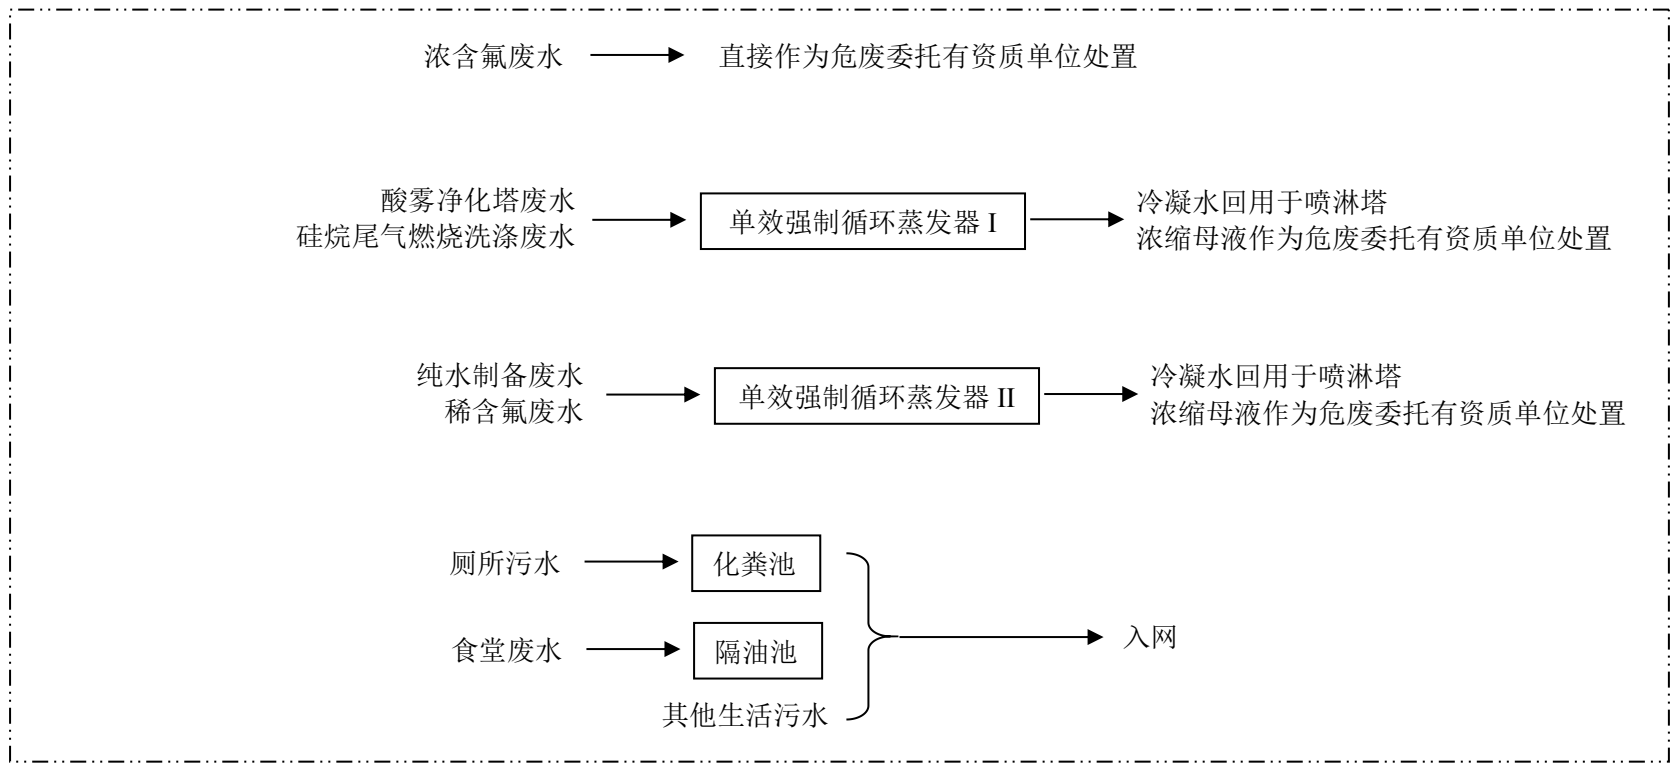 浓含氟废水 直接作为危废委托有资质单位处置
酸雾净化塔废水
硅烷尾气燃烧洗涤废水
单效强制循环蒸发器 I
冷凝水回用于喷淋塔
浓缩母液作为危废委托有资质单位处置
纯水制备废水
稀含氟废水
单效强制循环蒸发器 II
冷凝水回用于喷淋塔
浓缩母液作为危废委托有资质单位处置
厕所污水 化粪池
食堂废水 隔油池
其他生活污水
入网